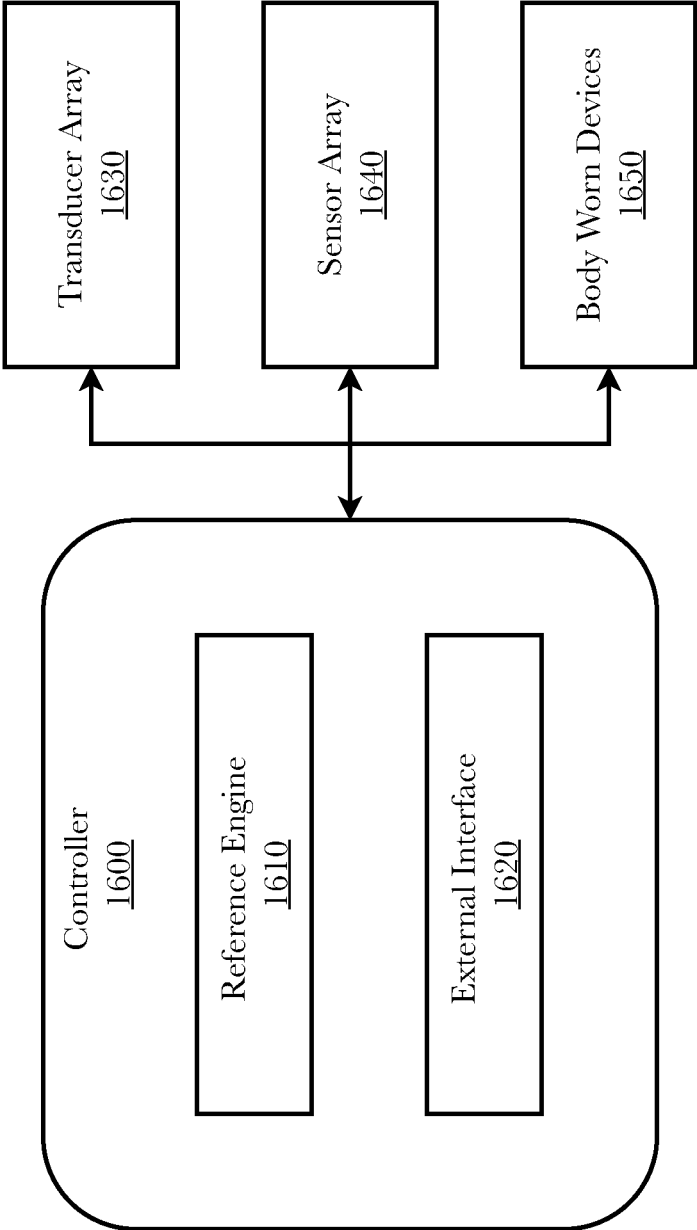 Controller
1600
Reference Engine
1610
External Interface
1620
Transducer Array
1630
Sensor Array
1640
Body Worn Devices
1650